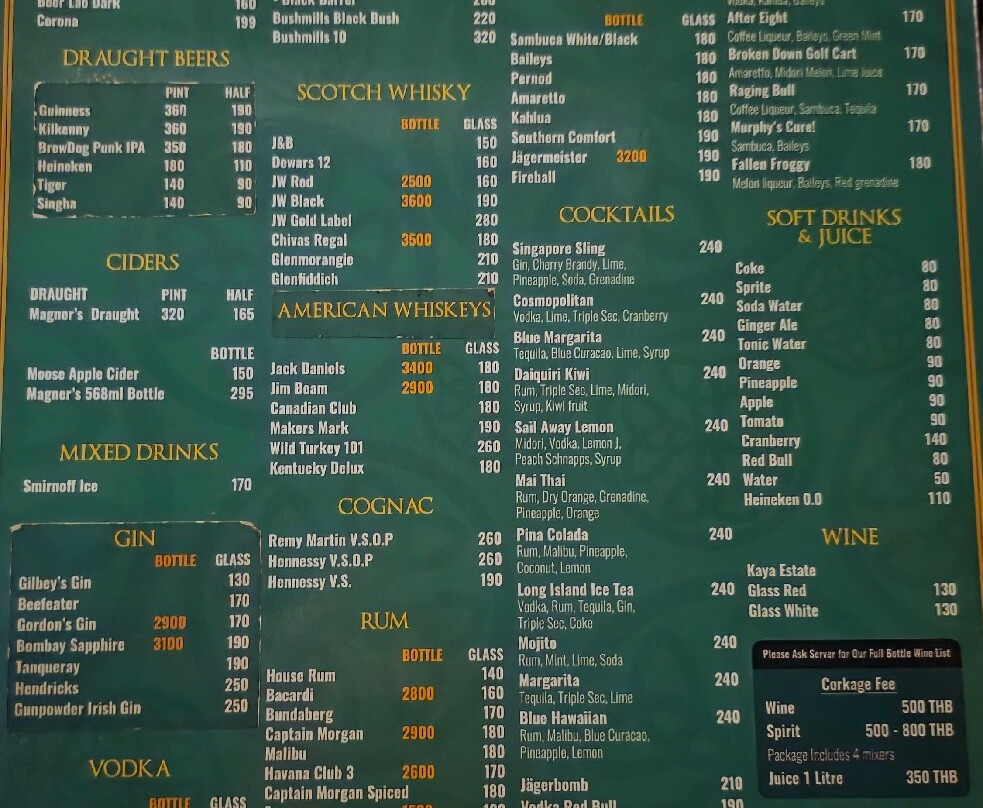 Beer Lab Dark 160
Corona 199
DRAUGHT BEERS
PINT HALF
Guinness 360 190
Kilkenny 360 190
BrewDog Punk IPA 350 180
Heineken 180 110
Tiger 140 90
Singha 140 90
CIDERS
DRAUGHT PINT HALF
Magner's Draught 320 165
BOTTLE
Moose Apple Cider 150
Magner's 568ml Bottle 295
MIXED DRINKS
Smirnoff Ice 170
GIN
BOTTLE GLASS
Gilbey's Gin 130
Beefeater 170
Gordon's Gin 2900 170
Bombay Sapphire 3100 190
Tanqueray 190
Hendricks 250
Gunpowder Irish Gin 250
VODKA
BOTTLE GLASS
Bushmills Black Bush 220
Bushmills 10 320
SCOTCH WHISKY
BOTTLE GLASS
J&B 150
Dewars 12 160
JW Red 2500 160
JW Black 3600 190
JW Gold Label 280
Chivas Regal 3500 180
Glenmorangie 210
Glenfiddich 210
AMERICAN WHISKEYS
BOTTLE GLASS
Jack Daniels 3400 180
Jim Beam 2900 180
Canadian Club 180
Makers Mark 190
Wild Turkey 101 260
Kentucky Delux 180
COGNAC
Remy Martin V.S.O.P 260
Hennessy V.S.O.P 260
Hennessy V.S. 190
RUM
BOTTLE GLASS
House Rum 140
Bacardi 2800 160
Bundaberg 170
Captain Morgan 2900 180
Malibu 180
Havana Club 3 2600 170
Captain Morgan Spiced 180
BOTTLE GLASS
Sambuca White/Black 180
Baileys 180
Pernod 180
Amaretto 180
Kahlua 180
Southern Comfort 190
Jägermeister 3200 190
Fireball 190
COCKTAILS
Singapore Sling 240
Gin, Cherry Brandy, Lime,
Pineapple, Soda, Grenadine
Cosmopolitan 240
Vodka, Lime, Triple Sec, Cranberry
Blue Margarita 240
Tequila, Blue Curacao, Lime, Syrup
Daiquiri Kiwi 240
Rum, Triple Sec, Lime, Midori,
Syrup, Kiwi fruit
Sail Away Lemon 240
Midori, Vodka, Lemon J,
Peach Schnapps, Syrup
Mai Thai 240
Rum, Dry Orange, Grenadine,
Pineapple, Orange
Pina Colada 240
Rum, Malibu, Pineapple,
Coconut, Lemon
Long Island Ice Tea 240
Vodka, Rum, Tequila, Gin,
Triple Sec, Coke
Mojito 240
Rum, Mint, Lime, Soda
Margarita 240
Tequila, Triple Sec, Lime
Blue Hawaiian 240
Rum, Malibu, Blue Curacao,
Pineapple, Lemon
Jägerbomb 210
Vodka Red Bull 190
Vodka, Kahlua, Baileys
After Eight 170
Coffee Liqueur, Baileys, Green Mint
Broken Down Golf Cart 170
Amaretto, Midori Melon, Lime Juice
Raging Bull 170
Coffee Liqueur, Sambuca, Tequila
Murphy's Cure! 170
Sambuca, Baileys
Fallen Froggy 180
Melon liqueur, Baileys, Red grenadine
SOFT DRINKS
& JUICE
Coke 80
Sprite 80
Soda Water 80
Ginger Ale 80
Tonic Water 80
Orange 90
Pineapple 90
Apple 90
Tomato 90
Cranberry 140
Red Bull 80
Water 50
Heineken 0.0 110
WINE
Kaya Estate
Glass Red 130
Glass White 130
Please Ask Server for Our Full Bottle Wine List
Corkage Fee
Wine 500 THB
Spirit 500 - 800 THB
Package Includes 4 mixers
Juice 1 Litre 350 THB